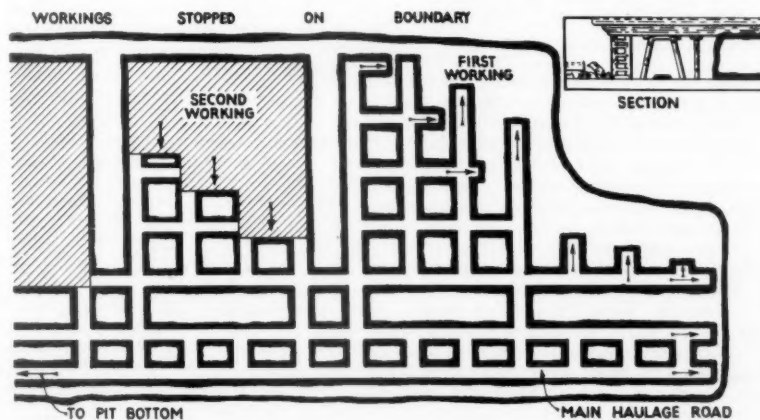 WORKINGS STOPPED ON BOUNDARY
FIRST
WORKING
SECTION
SECOND
WORKING
TO PIT BOTTOM
MAIN HAULAGE ROAD